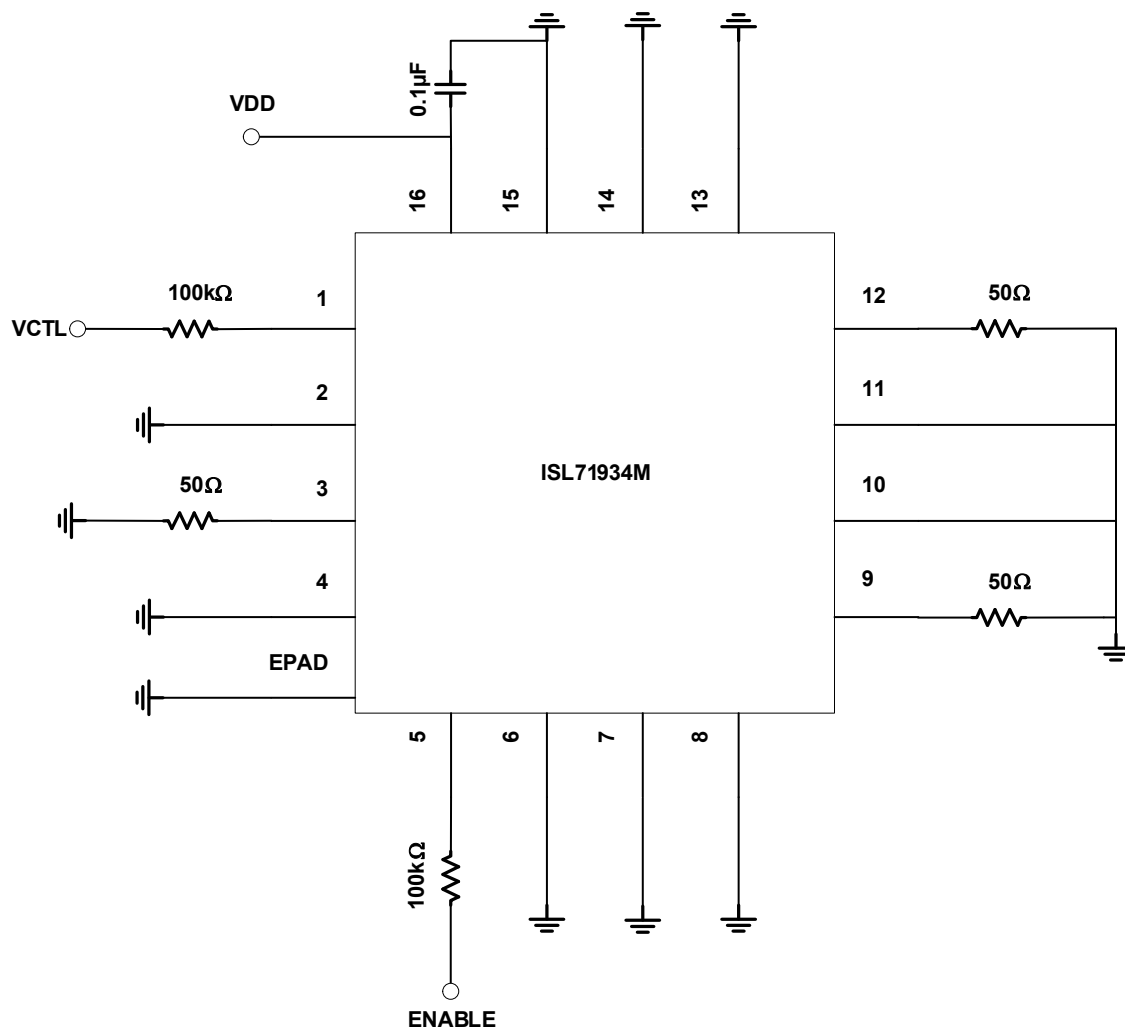 0.1µF
VDD
16
15
14
13
100kΩ
1
12
50Ω
VCTL
2
11
ISL71934M
50Ω
3
10
4
9
50Ω
EPAD
5
6
7
8
100kΩ
ENABLE